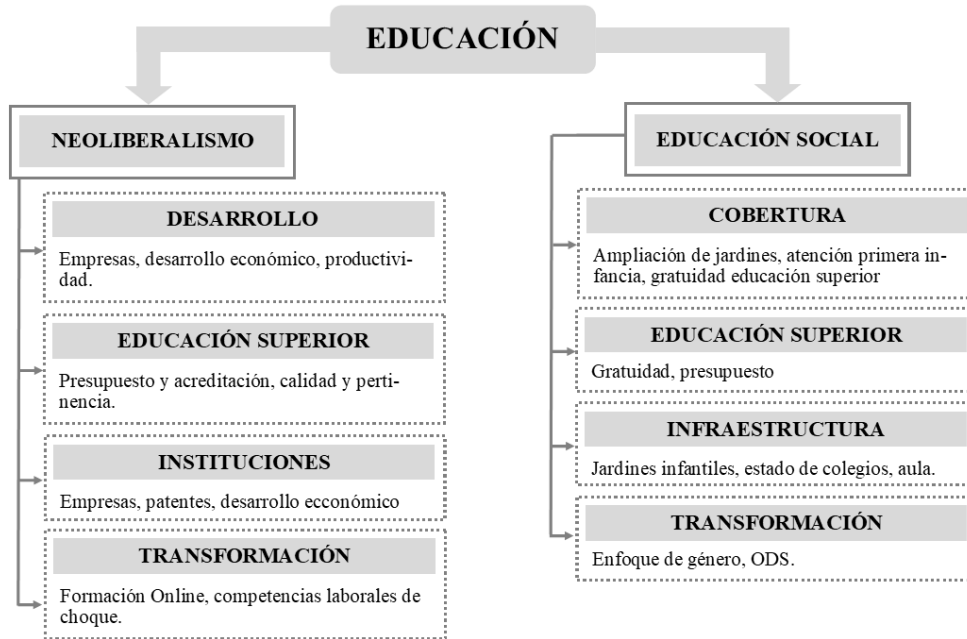 EDUCACIÓN
NEOLIBERALISMO
DESARROLLO
Empresas, desarrollo económico, productivi-
dad.
EDUCACIÓN SUPERIOR
Presupuesto y acreditación, calidad y perti-
nencia.
INSTITUCIONES
Empresas, patentes, desarrollo ecconómico
TRANSFORMACIÓN
Formación Online, competencias laborales de
choque.
EDUCACIÓN SOCIAL
COBERTURA
Ampliación de jardines, atención primera in-
fancia, gratuidad educación superior
EDUCACIÓN SUPERIOR
Gratuidad, presupuesto
INFRAESTRUCTURA
Jardines infantiles, estado de colegios, aula.
TRANSFORMACIÓN
Enfoque de género, ODS.